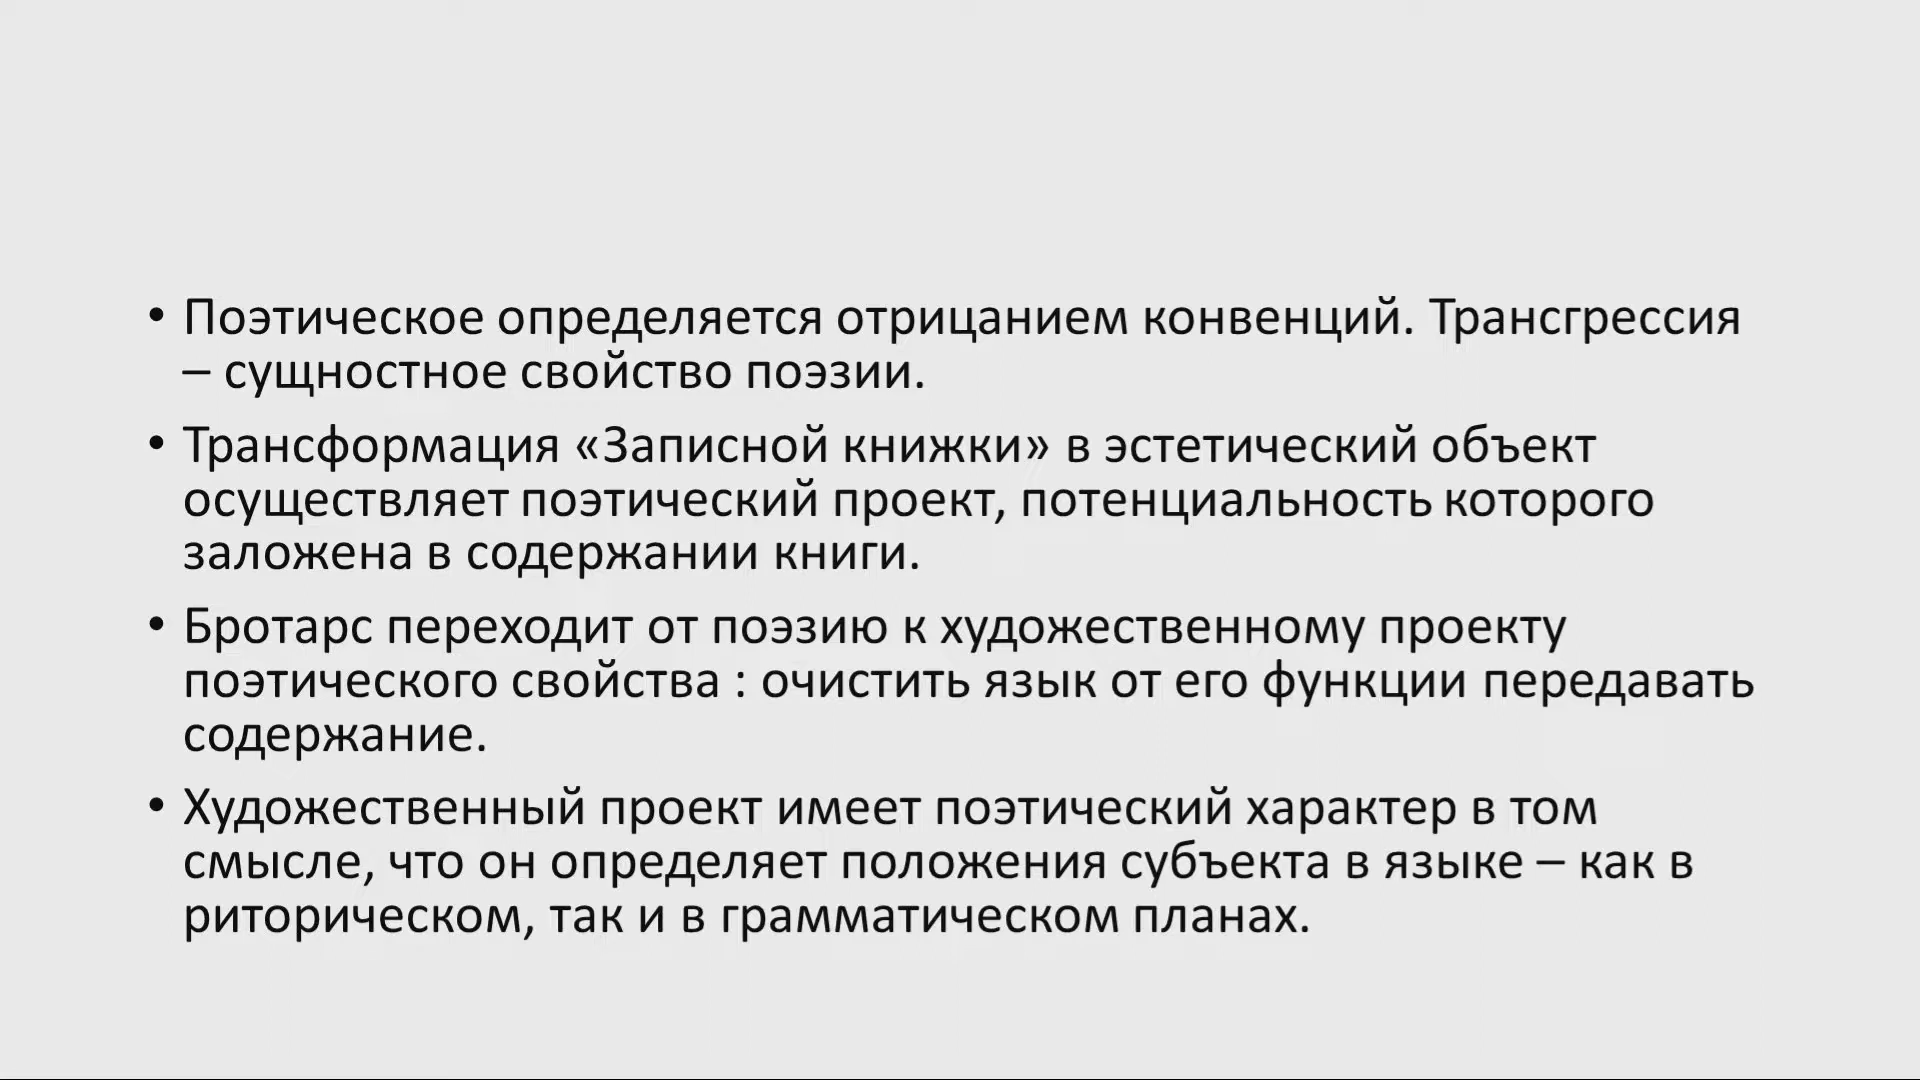 • Поэтическое определяется отрицанием конвенций. Трансгрессия
– сущностное свойство поэзии.
• Трансформация «Записной книжки» в эстетический объект
осуществляет поэтический проект, потенциальность которого
заложена в содержании книги.
• Бротарс переходит от поэзию к художественному проекту
поэтического свойства : очистить язык от его функции передавать
содержание.
• Художественный проект имеет поэтический характер в том
смысле, что он определяет положения субъекта в языке – как в
риторическом, так и в грамматическом планах.